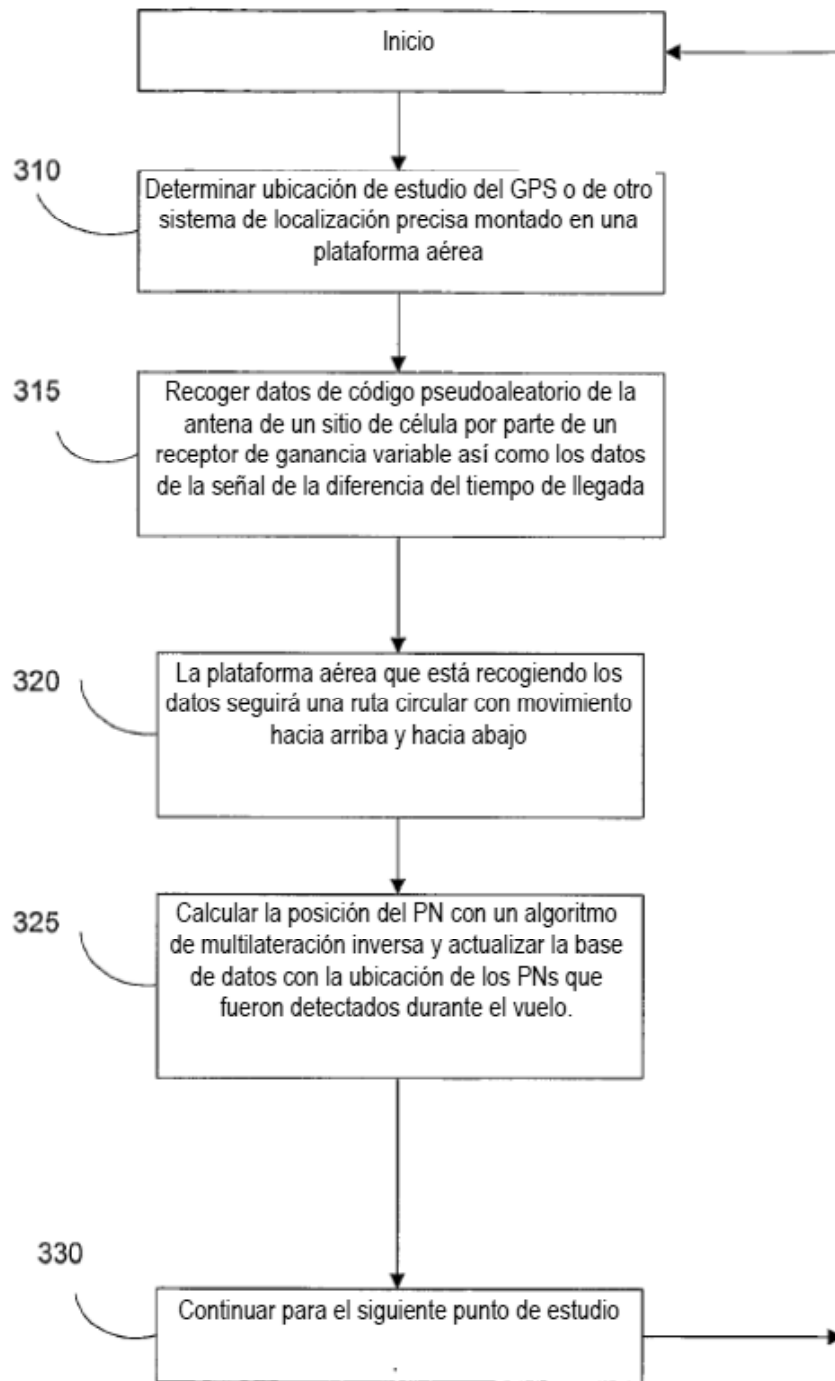 Inicio
310
Determinar ubicación de estudio del GPS o de otro
sistema de localización precisa montado en una
plataforma aérea
315
Recoger datos de código pseudoaleatorio de la
antena de un sitio de célula por parte de un
receptor de ganancia variable así como los datos
de la señal de la diferencia del tiempo de llegada
320
La plataforma aérea que está recogiendo los
datos seguirá una ruta circular con movimiento
hacia arriba y hacia abajo
325
Calcular la posición del PN con un algoritmo
de multilateración inversa y actualizar la base
de datos con la ubicación de los PNs que
fueron detectados durante el vuelo.
330
Continuar para el siguiente punto de estudio
.